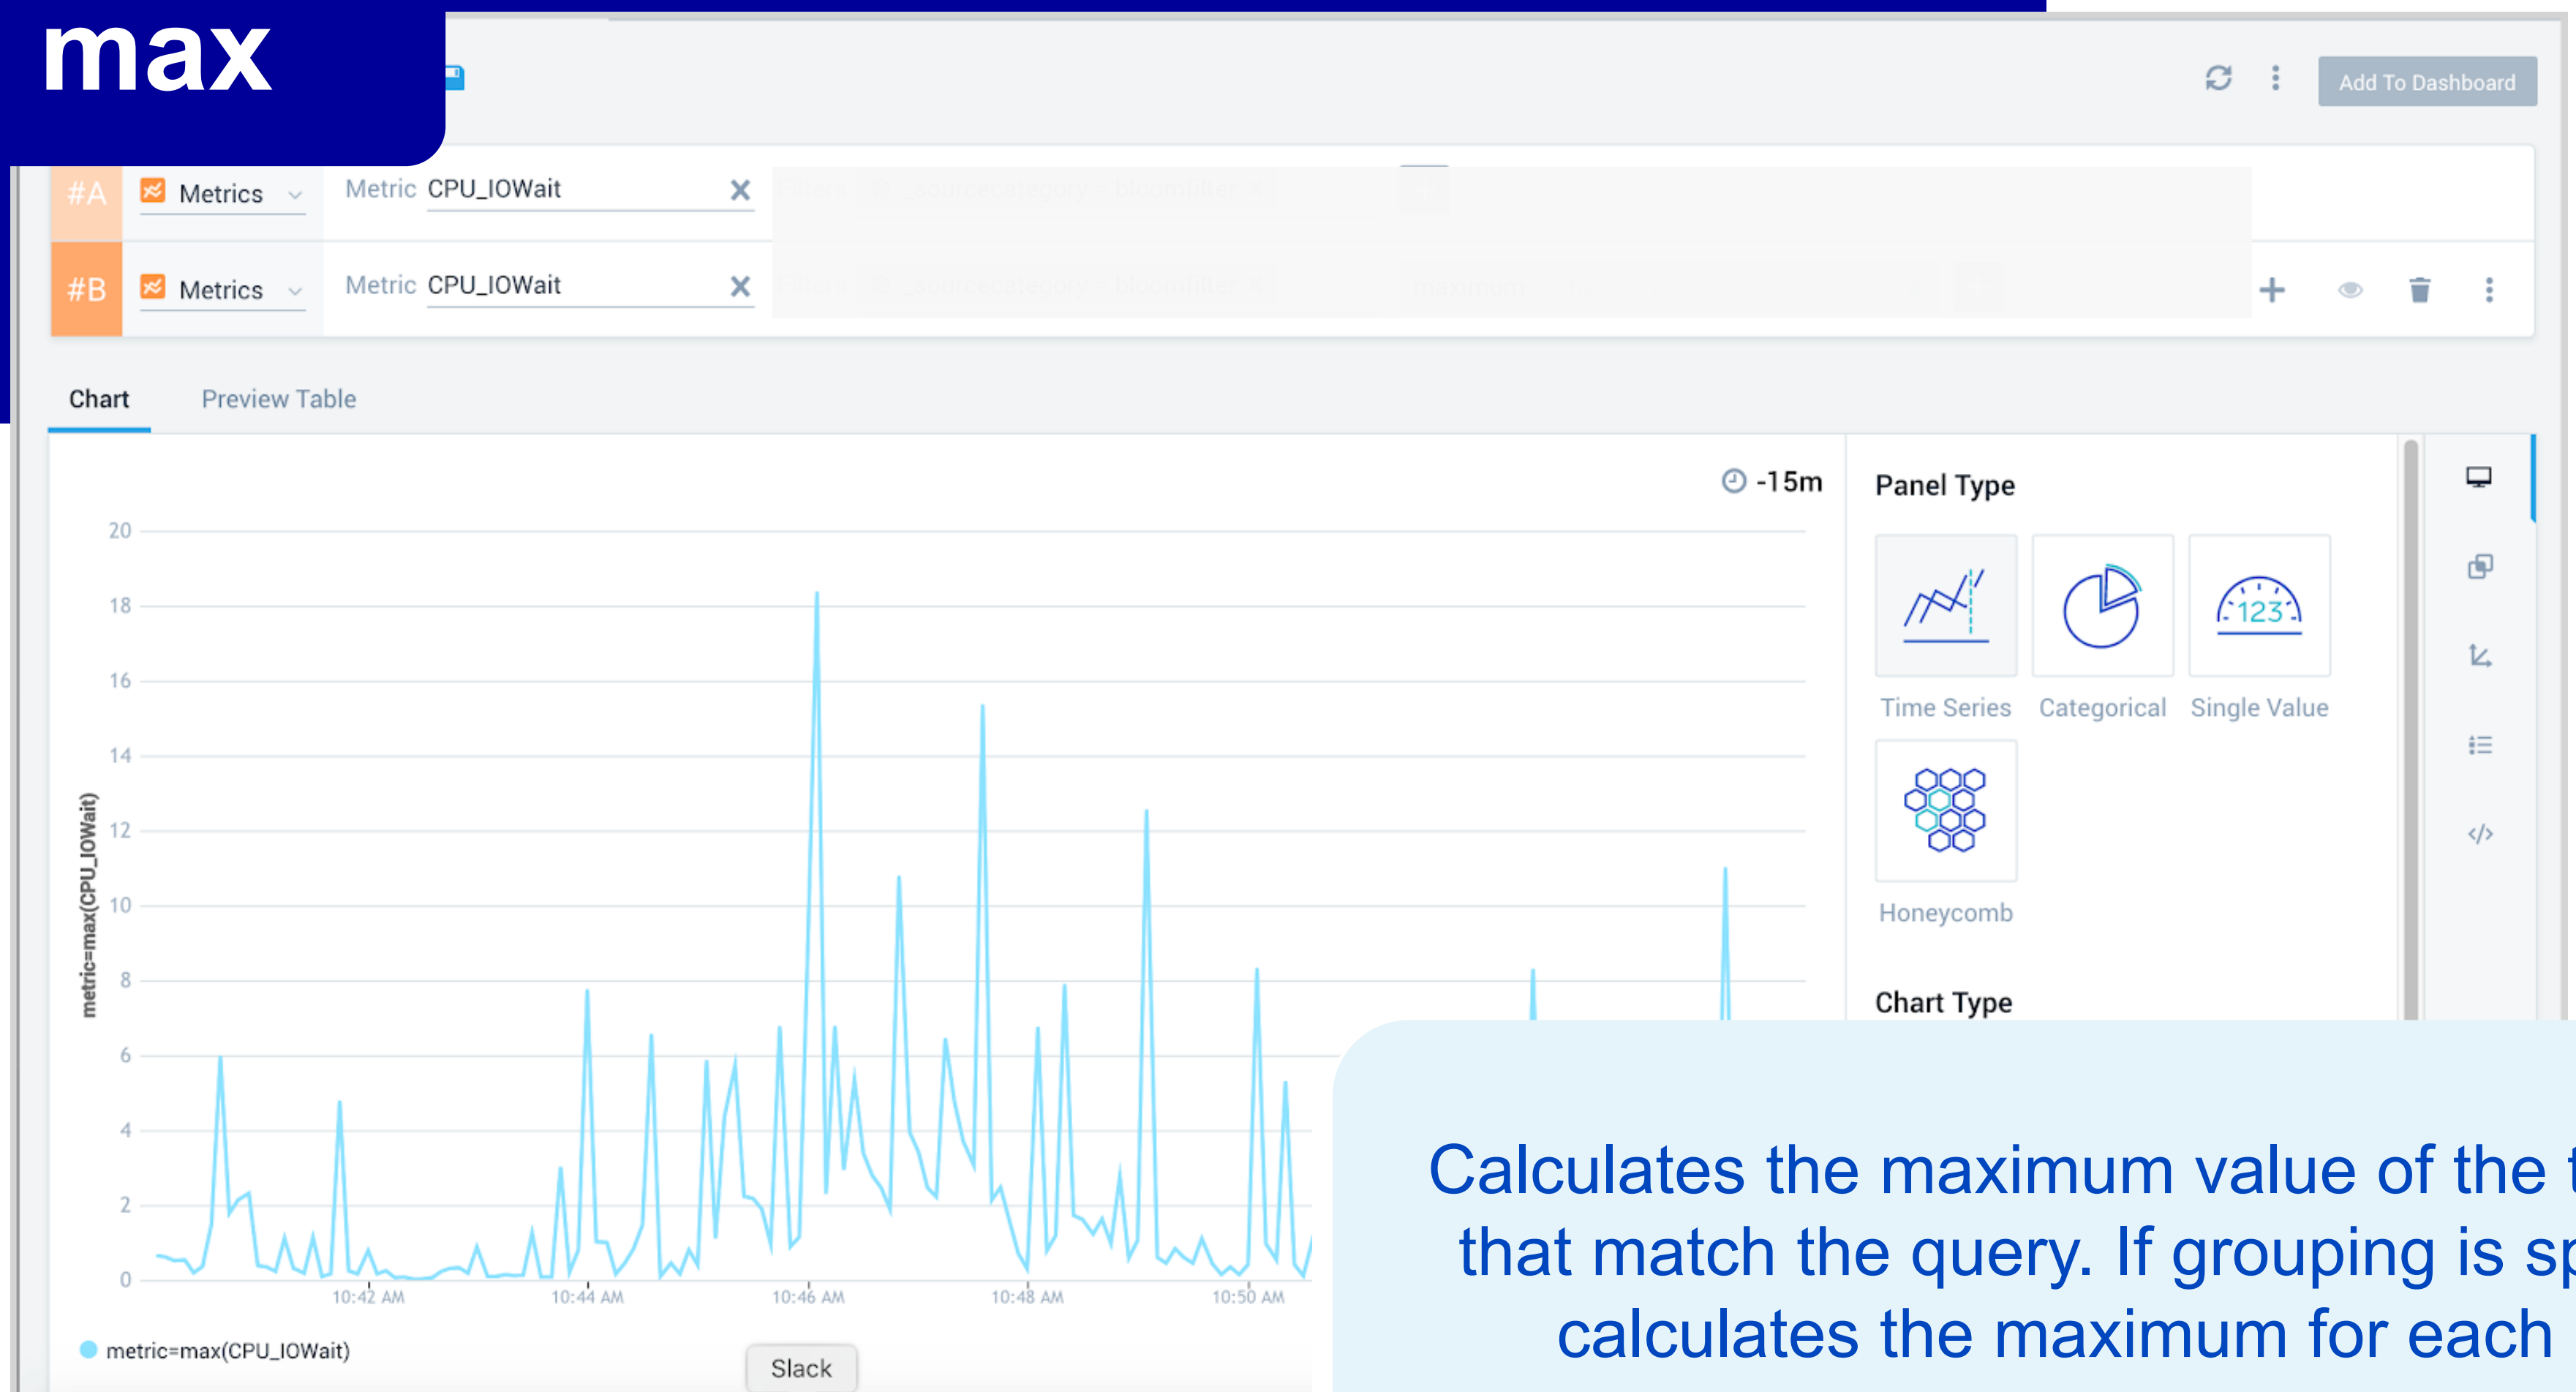 max
Add To Dashboard
#A Metrics Metric CPU_IOWait
#B Metrics Metric CPU_IOWait
Chart Preview Table
-15m
Panel Type
20
18
16
14
12
10
8
6
4
2
0
metric=max(CPU_IOWait)
10:42 AM 10:44 AM 10:46 AM 10:48 AM 10:50 AM
metric=max(CPU_IOWait)
Slack
123
Time Series Categorical Single Value
Honeycomb
Chart Type
Calculates the maximum value of the
that match the query. If grouping is
calculates the maximum for each